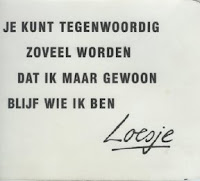 JE KUNT TEGENWOORDIG
ZOVEEL WORDEN
DAT IK MAAR GEWOON
BLIJF WIE IK BEN
Loesje